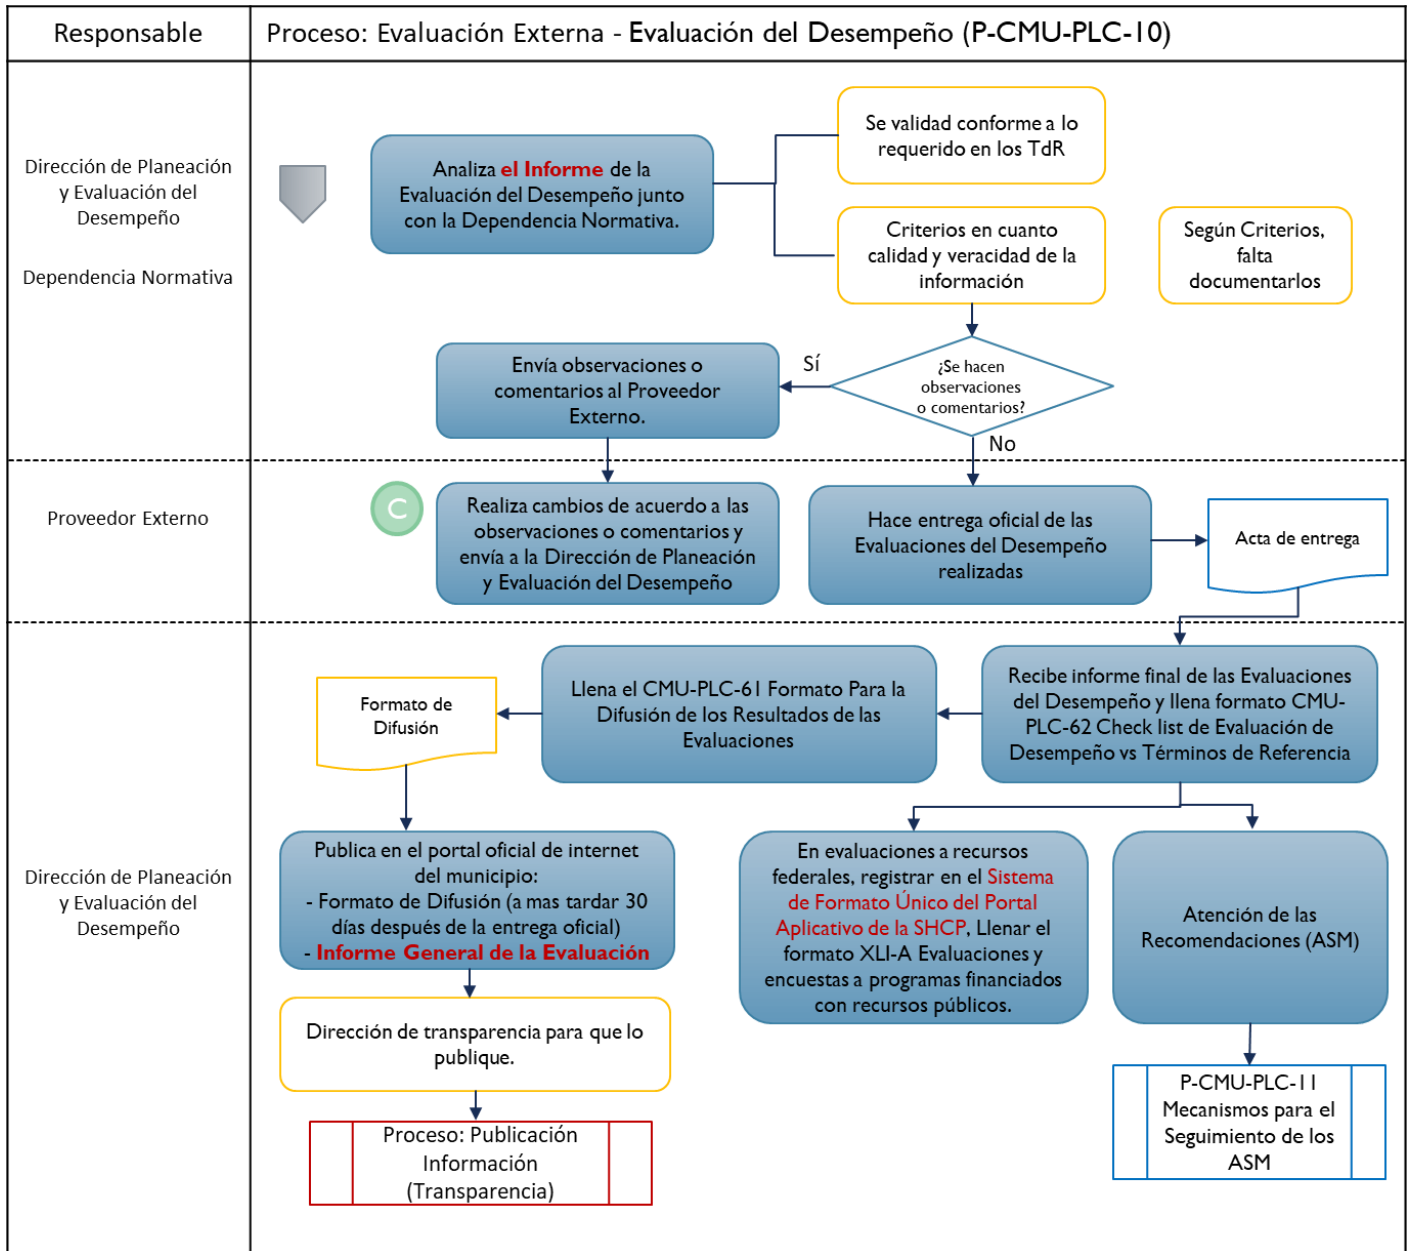 Responsable
Proceso: Evaluación Externa - Evaluación del Desempeño (P-CMU-PLC-10)
Dirección de Planeación
y Evaluación del
Desempeño
Dependencia Normativa
Analiza el Informe de la
Evaluación del Desempeño junto
con la Dependencia Normativa.
Se validad conforme a lo
requerido en los TdR
Criterios en cuanto
calidad y veracidad de la
información
Según Criterios,
falta
documentarlos
¿Se hacen
observaciones
o comentarios?
Sí
No
Envía observaciones o
comentarios al Proveedor
Externo.
Proveedor Externo
C
Realiza cambios de acuerdo a las
observaciones o comentarios y
envía a la Dirección de Planeación
y Evaluación del Desempeño
Hace entrega oficial de las
Evaluaciones del Desempeño
realizadas
Acta de entrega
Dirección de Planeación
y Evaluación del
Desempeño
Recibe informe final de las Evaluaciones
del Desempeño y llena formato CMU-
PLC-62 Check list de Evaluación de
Desempeño vs Términos de Referencia
Llena el CMU-PLC-61 Formato Para la
Difusión de los Resultados de las
Evaluaciones
Formato de
Difusión
Publica en el portal oficial de internet
del municipio:
- Formato de Difusión (a mas tardar 30
días después de la entrega oficial)
- Informe General de la Evaluación
Dirección de transparencia para que lo
publique.
Proceso: Publicación
Información
(Transparencia)
En evaluaciones a recursos
federales, registrar en el Sistema
de Formato Único del Portal
Aplicativo de la SHCP, Llenar el
formato XLI-A Evaluaciones y
encuestas a programas financiados
con recursos públicos.
Atención de las
Recomendaciones (ASM)
P-CMU-PLC-11
Mecanismos para el
Seguimiento de los
ASM